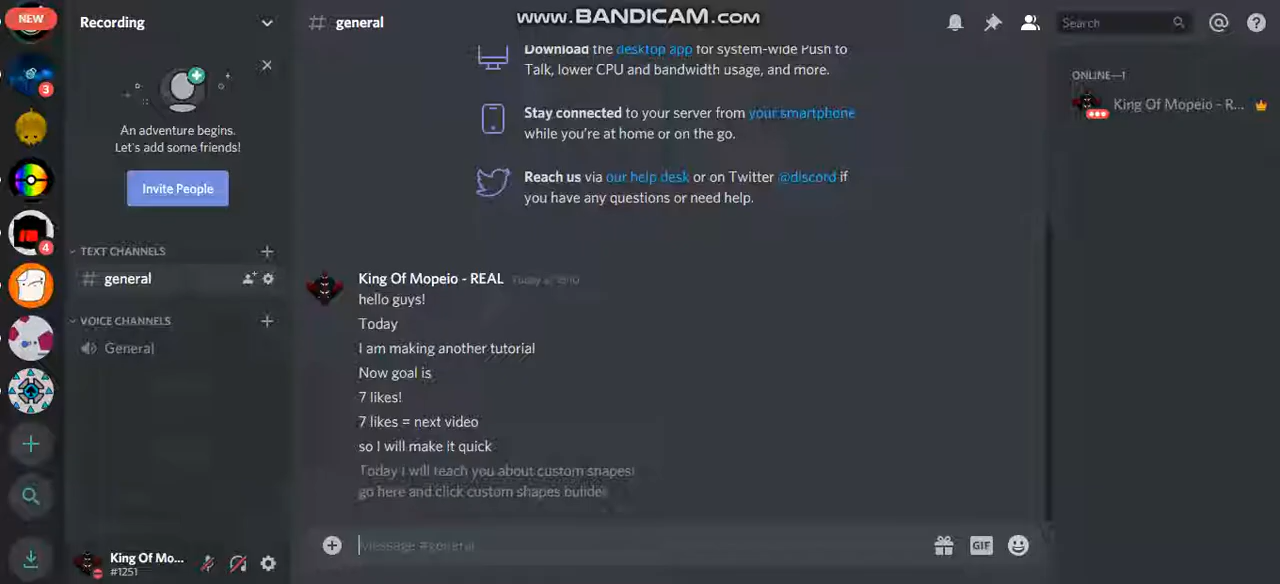 NEW
Recording
# general
www.BANDICAM.com
Search
Download the desktop app for system-wide Push to
Talk, lower CPU and bandwidth usage, and more.
Stay connected to your server from your smartphone
while you're at home or on the go.
Reach us via our help desk or on Twitter @discord if
you have any questions or need help.
ONLINE—1
King Of Mopeio - R...
3
4
An adventure begins.
Let's add some friends!
Invite People
TEXT CHANNELS
# general
VOICE CHANNELS
General
King Of Mopeio - REAL Today at
hello guys!
Today
I am making another tutorial
Now goal is
7 likes!
7 likes = next video
so I will make it quick
Today I will teach you about custom shapes!
go here and click custom shapes builder
Message #general
GIF
King Of Mo...
#1251